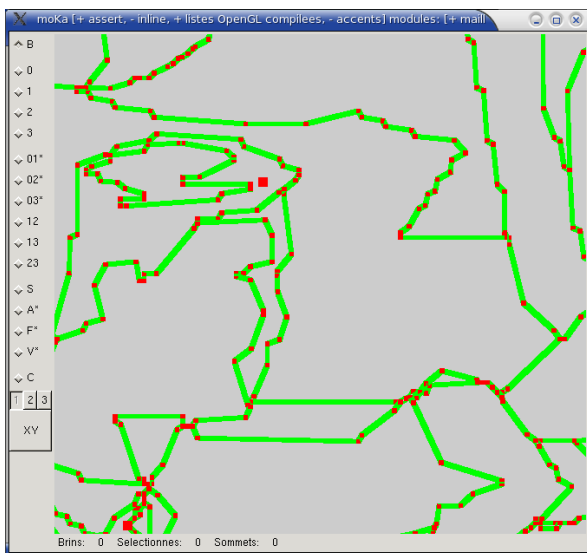 moKa [+ assert, - inline, + listes OpenGL compilees, - accents] modules: [+ maill
B
0
1
2
3
01*
02*
03*
12
13
23
S
A*
F*
V*
C
1 2 3
XY
Brins: 0 Selectionnes: 0 Sommets: 0